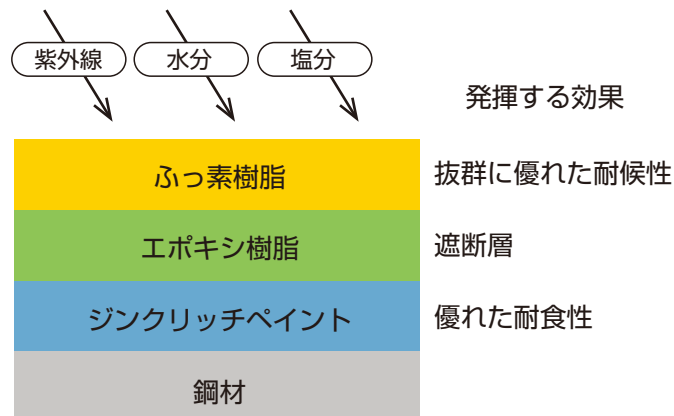 紫外線
水分
塩分
発揮する効果
ふっ素樹脂
抜群に優れた耐候性
エポキシ樹脂
遮断層
ジンクリッチペイント
優れた耐食性
鋼材